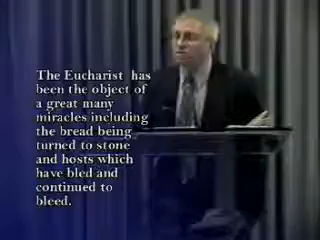 The Eucharist has
been the object of
a great many
miracles including
the bread being
turned to stone
and hosts which
have bled and
continued to
bleed.